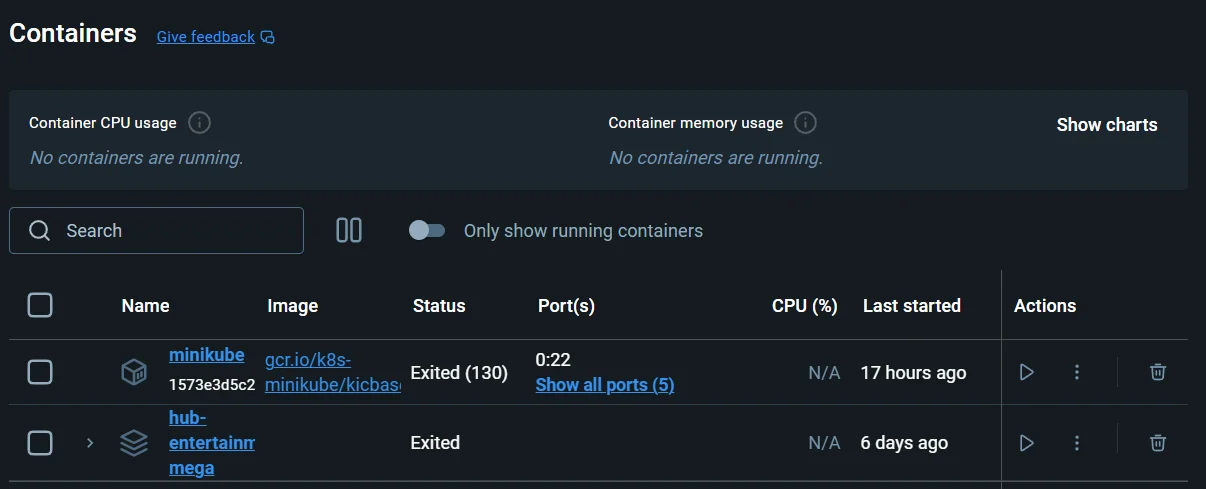 Containers Give feedback
Container CPU usage Container memory usage Show charts
No containers are running. No containers are running.
Search Only show running containers
Name Image Status Port(s) CPU (%) Last started Actions
minikube gcr.io/k8s- 0:22
1573e3d5c2 minikube/kicbase Exited (130) Show all ports (5) N/A 17 hours ago
hub-
entertainm Exited N/A 6 days ago
mega